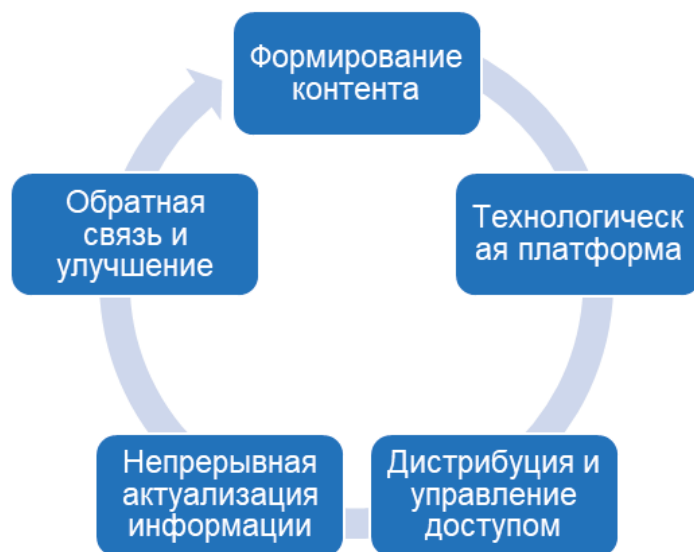 Формирование
контента
Технологическ
ая платформа
Дистрибуция и
управление
доступом
Непрерывная
актуализация
информации
Обратная
связь и
улучшение